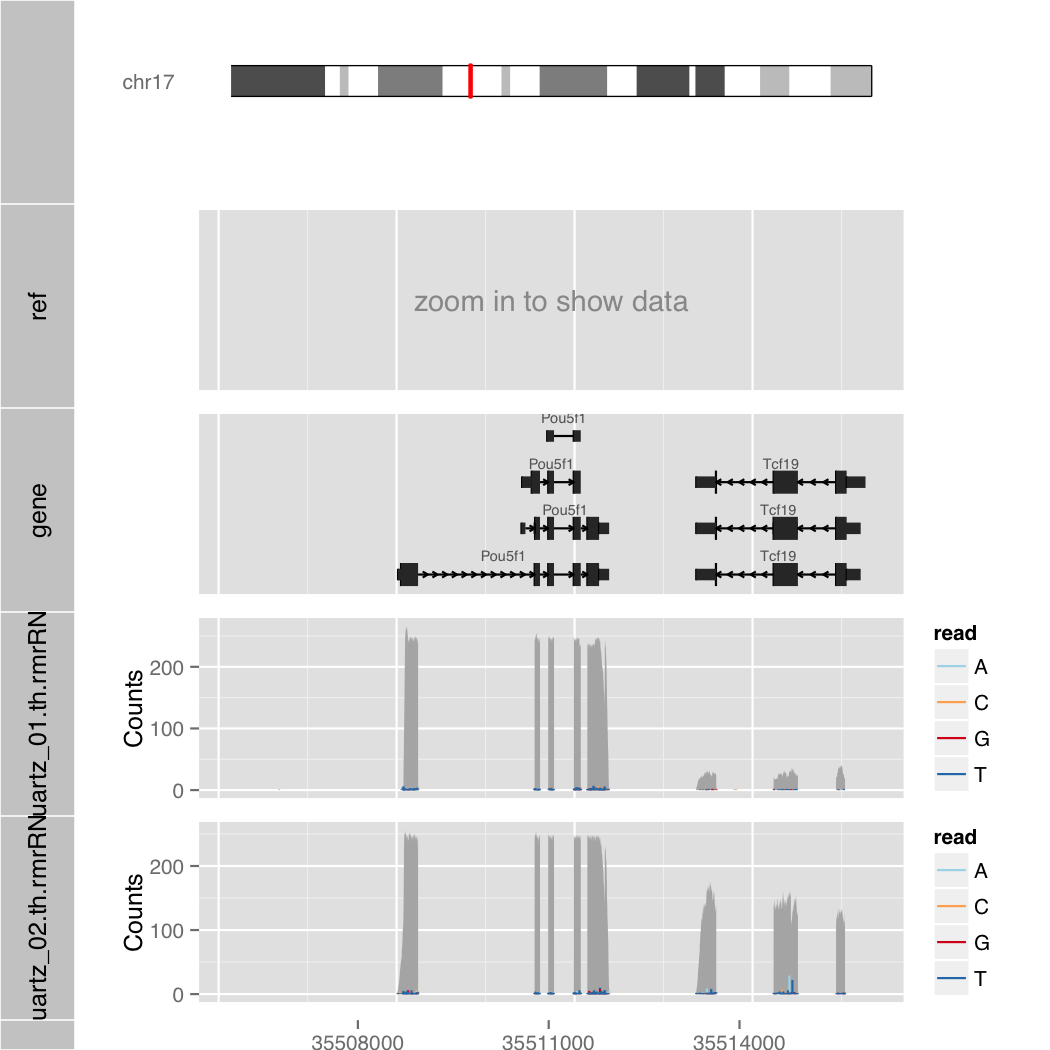 chr17
ref
zoom in to show data
gene
Pou5f1
Pou5f1
Tcf19
Pou5f1
Tcf19
Pou5f1
Tcf19
uartz_01.th.rmrRN
Counts
200
100
0
read
A
C
G
T
uartz_02.th.rmrRN
Counts
200
100
0
read
A
C
G
T
35508000 35511000 35514000